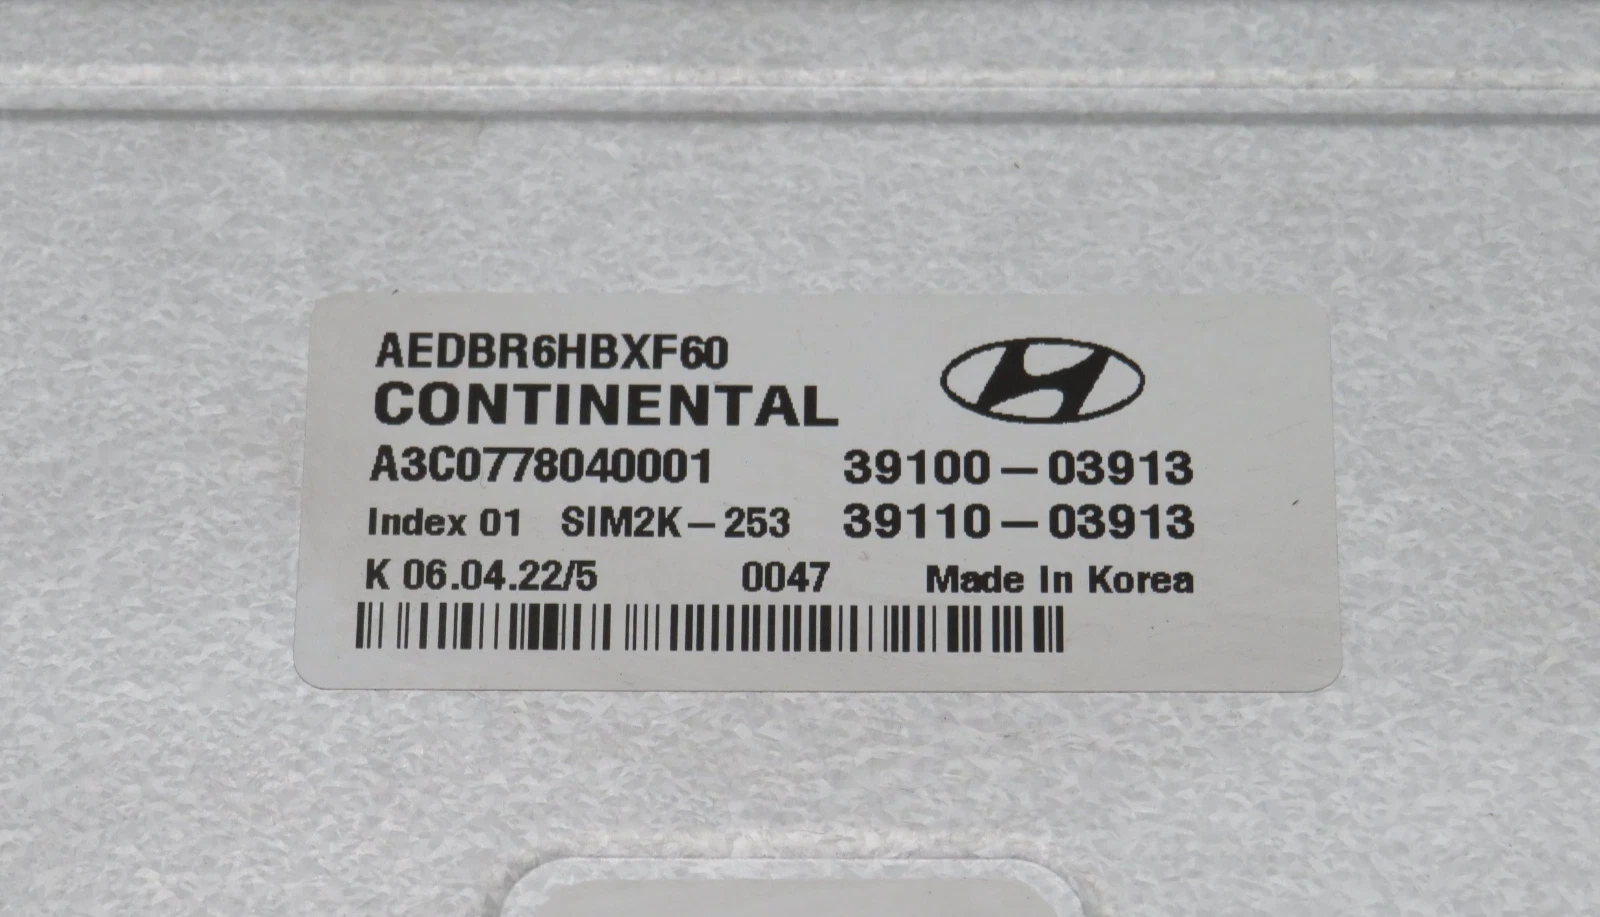 AEDBR6HBXF60
CONTINENTAL
A3C0778040001 39100-03913
Index 01 SIM2K-253 39110-03913
K 06.04.22/5 0047 Made In Korea